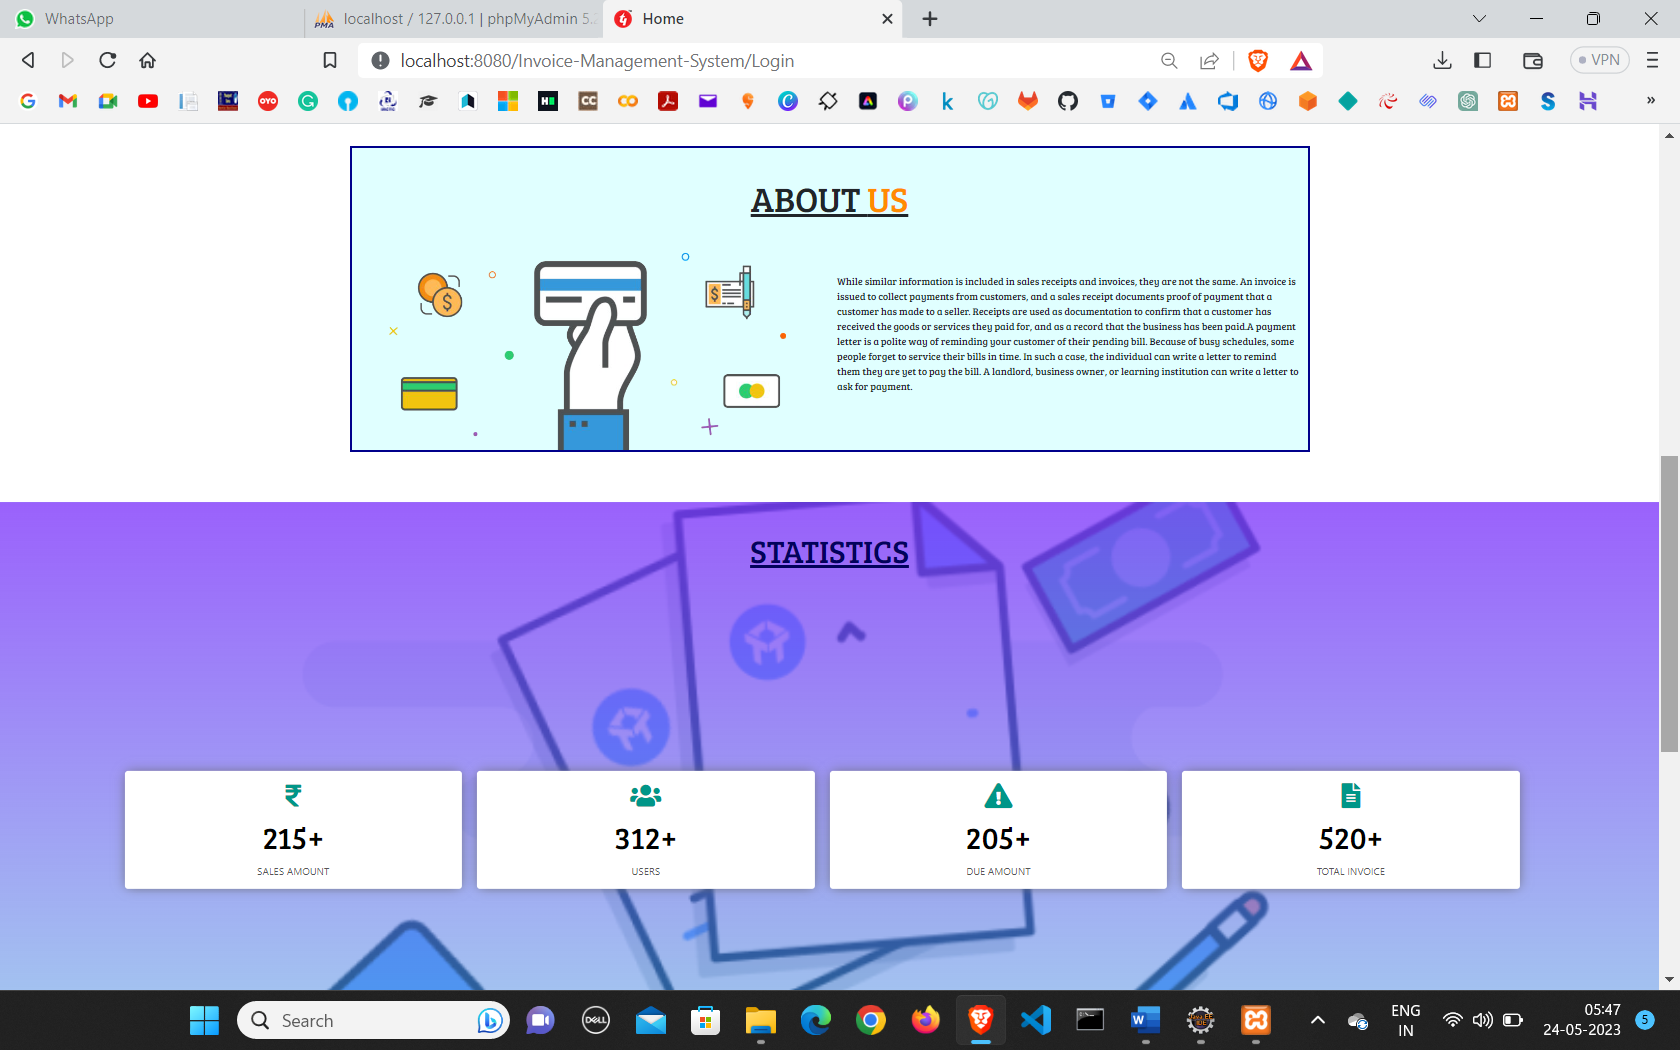 WhatsApp
localhost / 127.0.0.1 | phpMyAdmin 5.
Home
localhost:8080/Invoice-Management-System/Login
VPN
ABOUT US
While similar information is included in sales receipts and invoices, they are not the same. An invoice is
issued to collect payments from customers, and a sales receipt documents proof of payment that a
customer has made to a seller. Receipts are used as documentation to confirm that a customer has
received the goods or services they paid for, and as a record that the business has been paid.A payment
letter is a polite way of reminding your customer of their pending bill. Because of busy schedules, some
people forget to service their bills in time. In such a case, the individual can write a letter to remind
them they are yet to pay the bill. A landlord, business owner, or learning institution can write a letter to
ask for payment.
STATISTICS
215+
SALES AMOUNT
312+
USERS
205+
DUE AMOUNT
520+
TOTAL INVOICE
Search
ENG
IN
05:47
24-05-2023
5